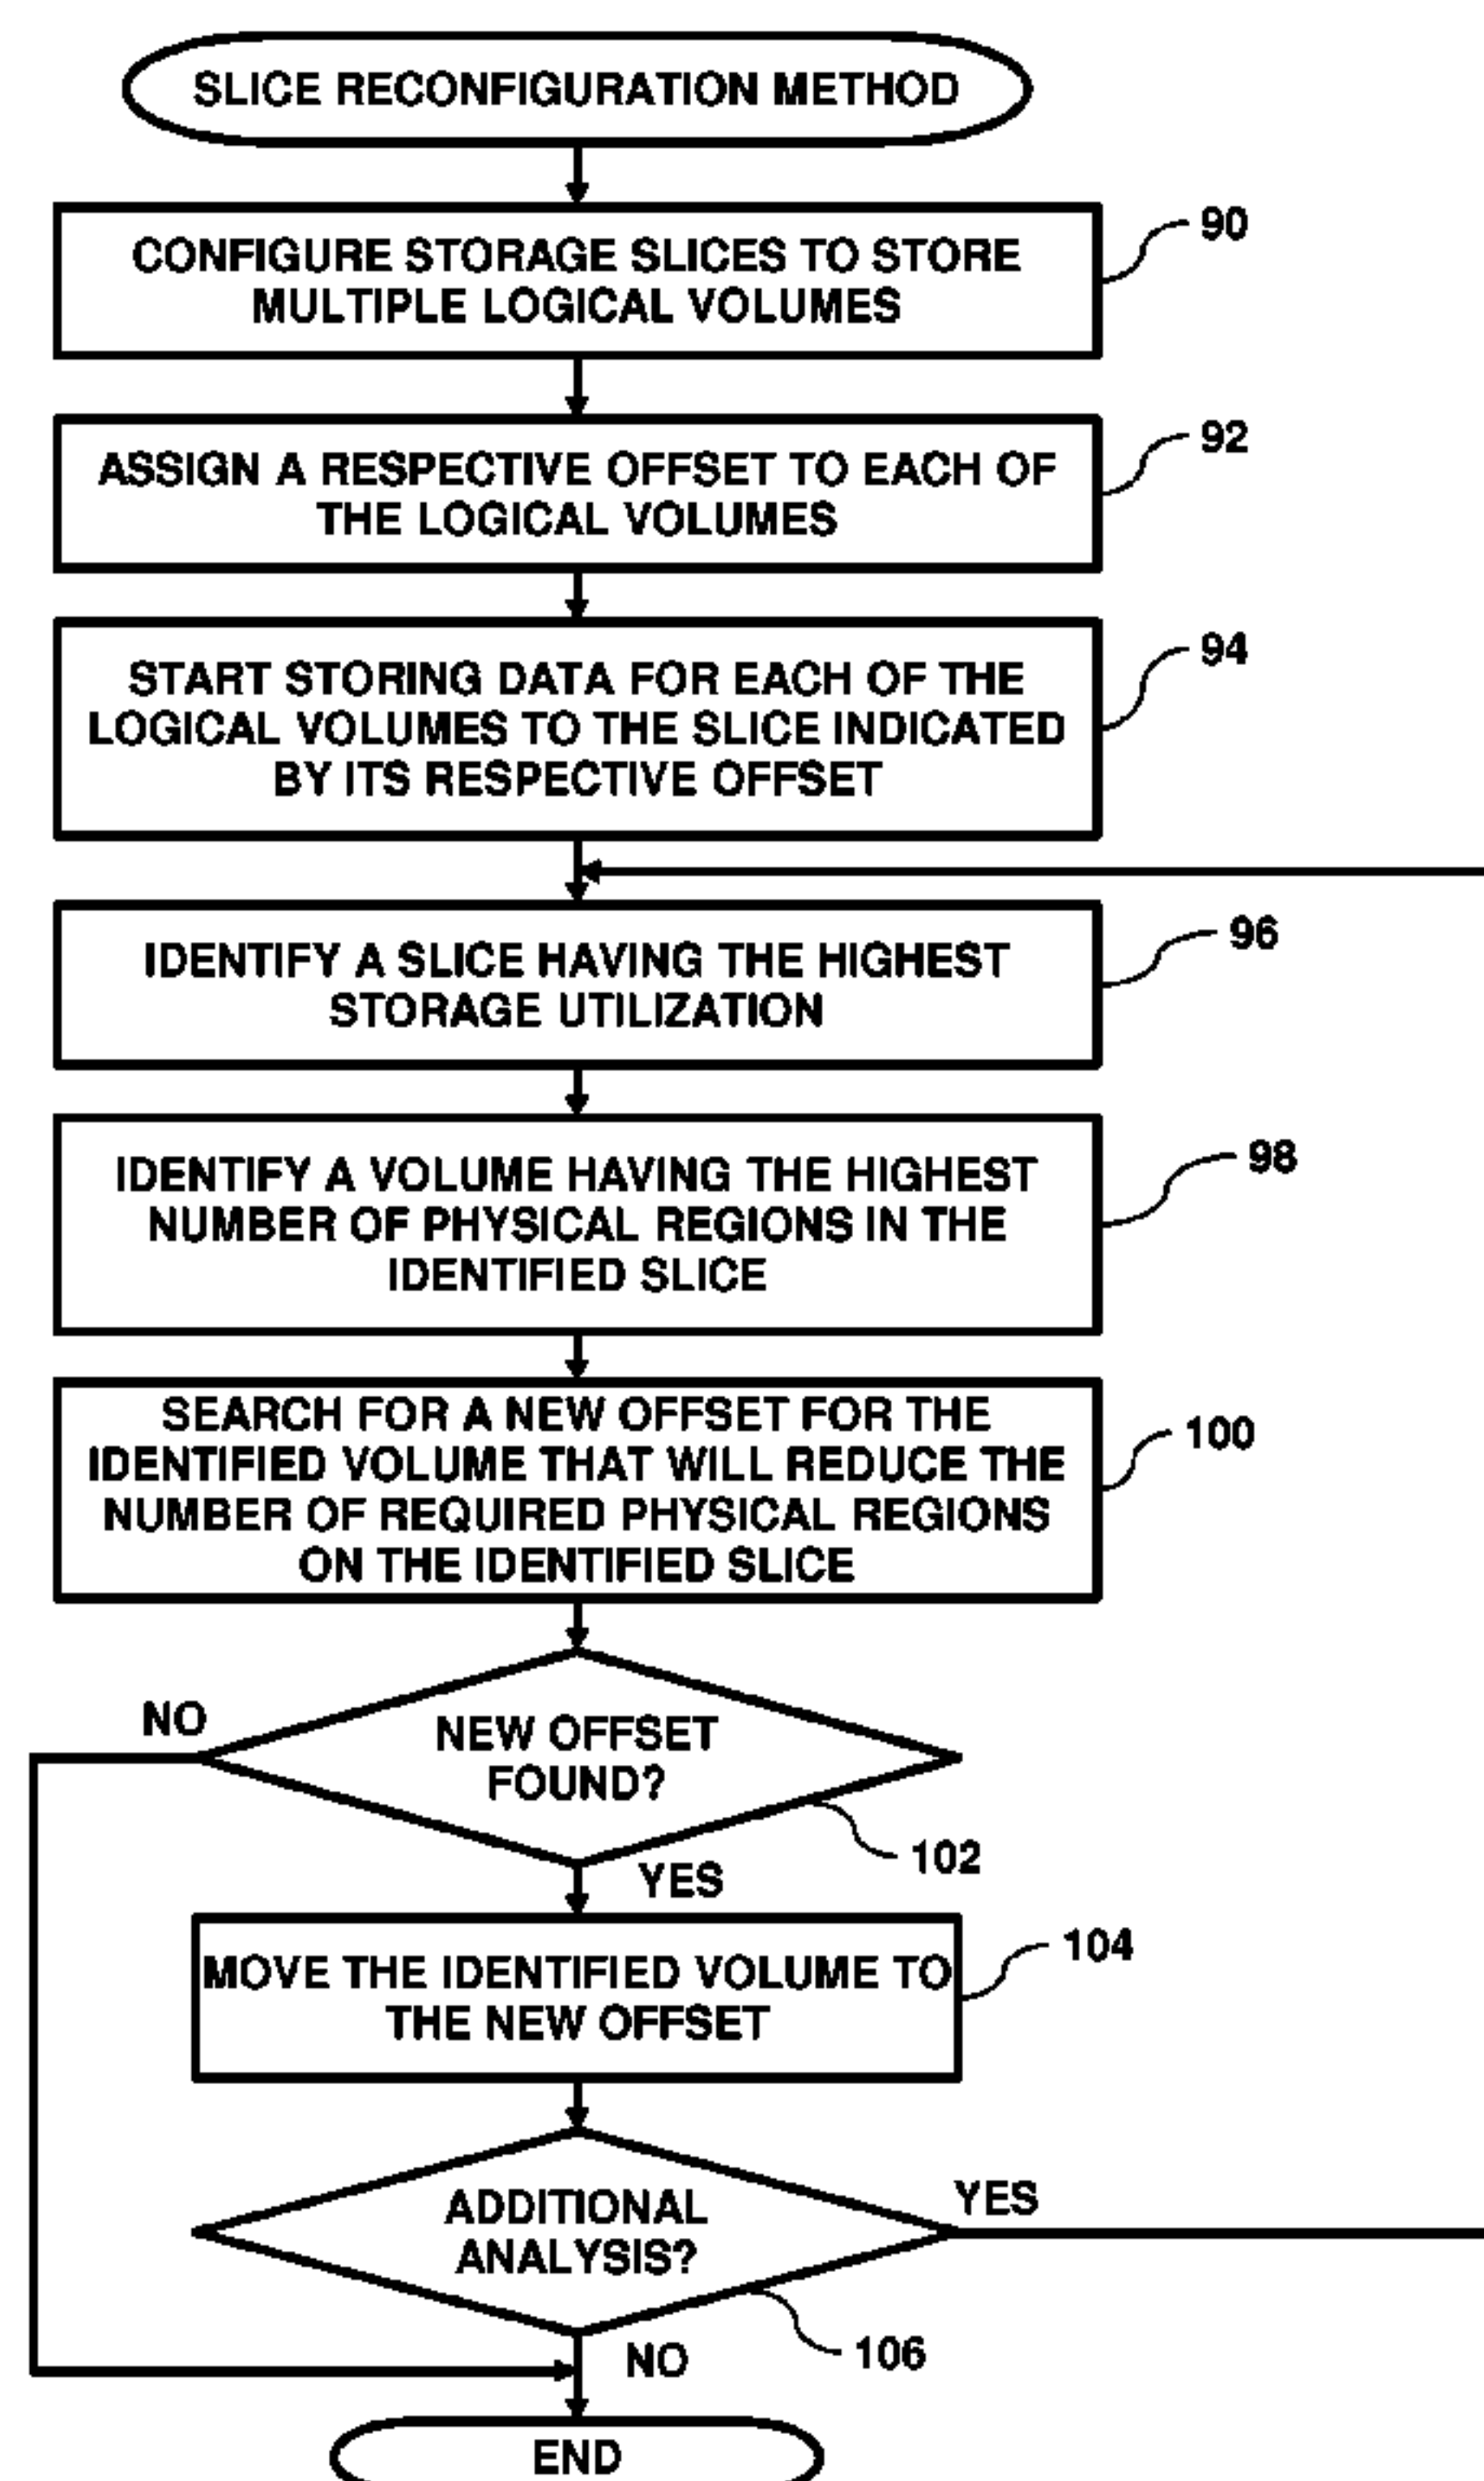 SLICE RECONFIGURATION METHOD
CONFIGURE STORAGE SLICES TO STORE
MULTIPLE LOGICAL VOLUMES
90
ASSIGN A RESPECTIVE OFFSET TO EACH OF
THE LOGICAL VOLUMES
92
START STORING DATA FOR EACH OF THE
LOGICAL VOLUMES TO THE SLICE INDICATED
BY ITS RESPECTIVE OFFSET
94
IDENTIFY A SLICE HAVING THE HIGHEST
STORAGE UTILIZATION
96
IDENTIFY A VOLUME HAVING THE HIGHEST
NUMBER OF PHYSICAL REGIONS IN THE
IDENTIFIED SLICE
98
SEARCH FOR A NEW OFFSET FOR THE
IDENTIFIED VOLUME THAT WILL REDUCE THE
NUMBER OF REQUIRED PHYSICAL REGIONS
ON THE IDENTIFIED SLICE
100
NO
NEW OFFSET
FOUND?
102
YES
MOVE THE IDENTIFIED VOLUME TO
THE NEW OFFSET
104
ADDITIONAL
ANALYSIS?
YES
106
NO
END